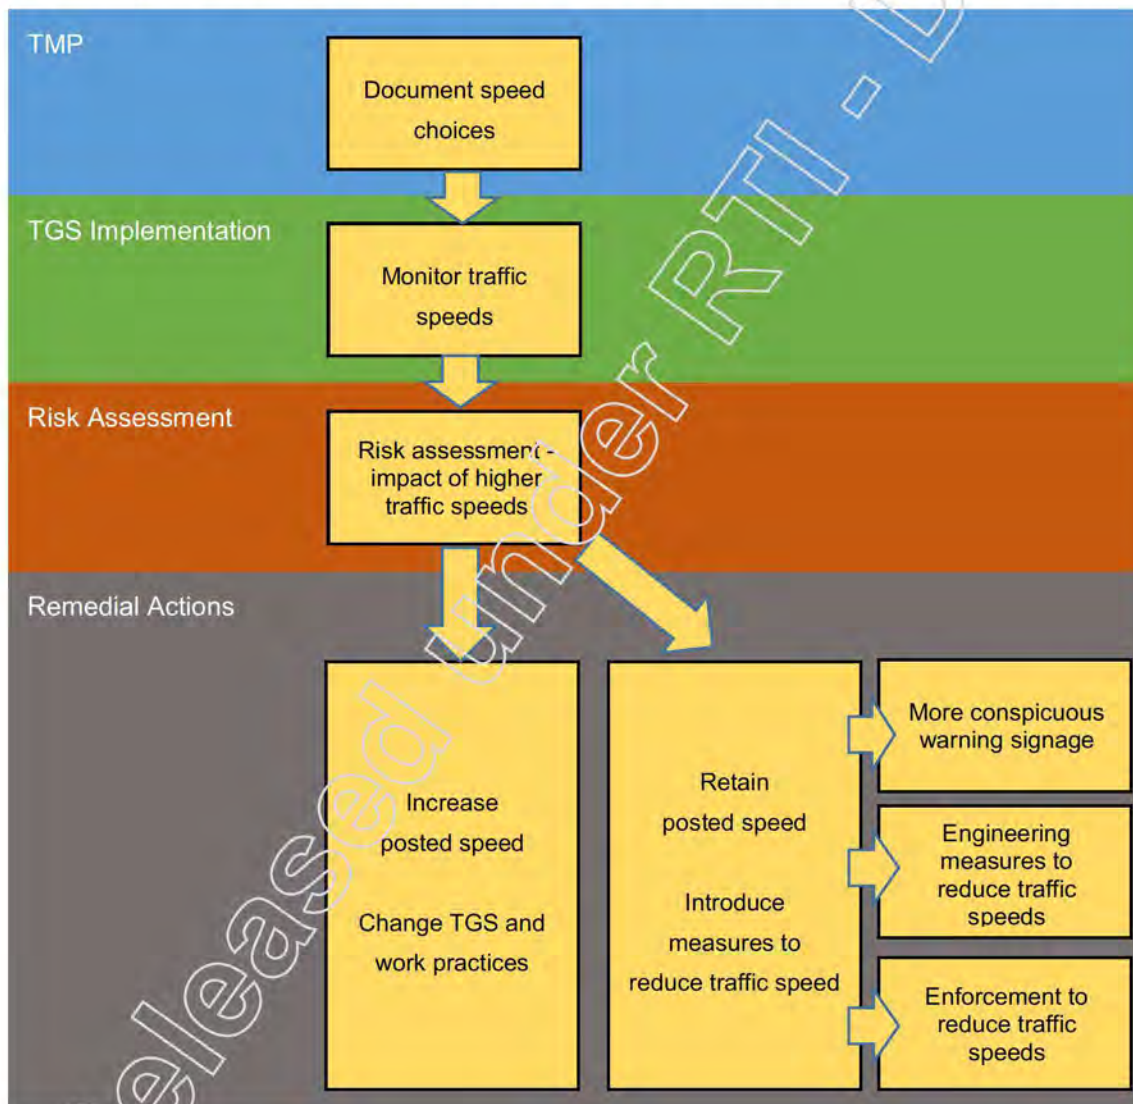 TMP
Document speed
choices
TGS Implementation
Monitor traffic
speeds
Risk Assessment
Risk assessment -
impact of higher
traffic speeds
Remedial Actions
Increase
posted speed
Change TGS and
work practices
Retain
posted speed
Introduce
measures to
reduce traffic speed
More conspicuous
warning signage
Engineering
measures to
reduce traffic
speeds
Enforcement to
reduce traffic
speeds
eleased under RTI -